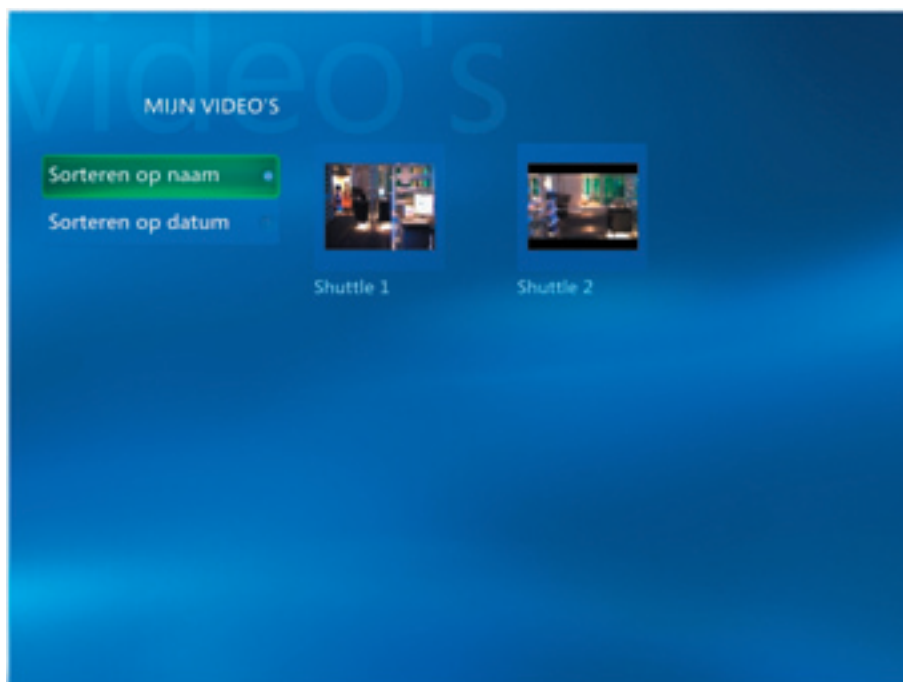 video's
MIJN VIDEO'S
Sorteren op naam
Sorteren op datum
Shuttle 1
Shuttle 2